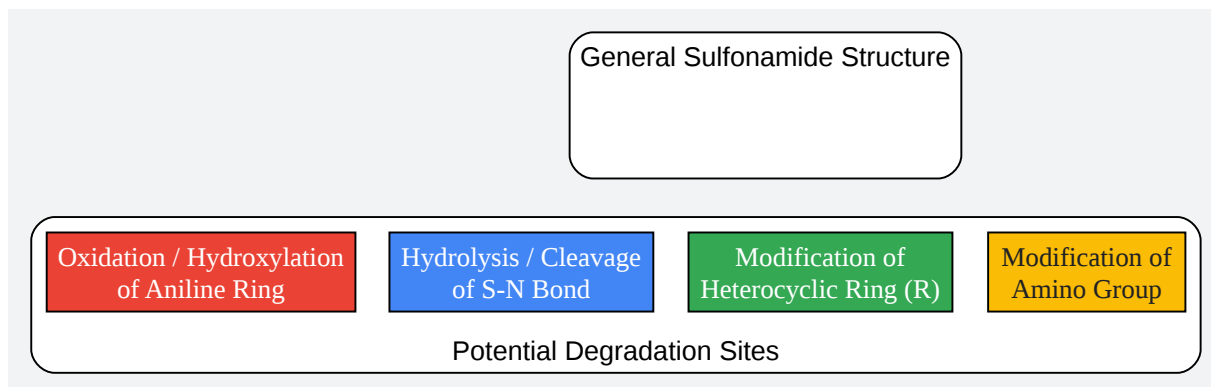 General Sulfonamide Structure
Oxidation / Hydroxylation
of Aniline Ring
Hydrolysis / Cleavage
of S-N Bond
Modification of
Heterocyclic Ring (R)
Modification of
Amino Group
Potential Degradation Sites